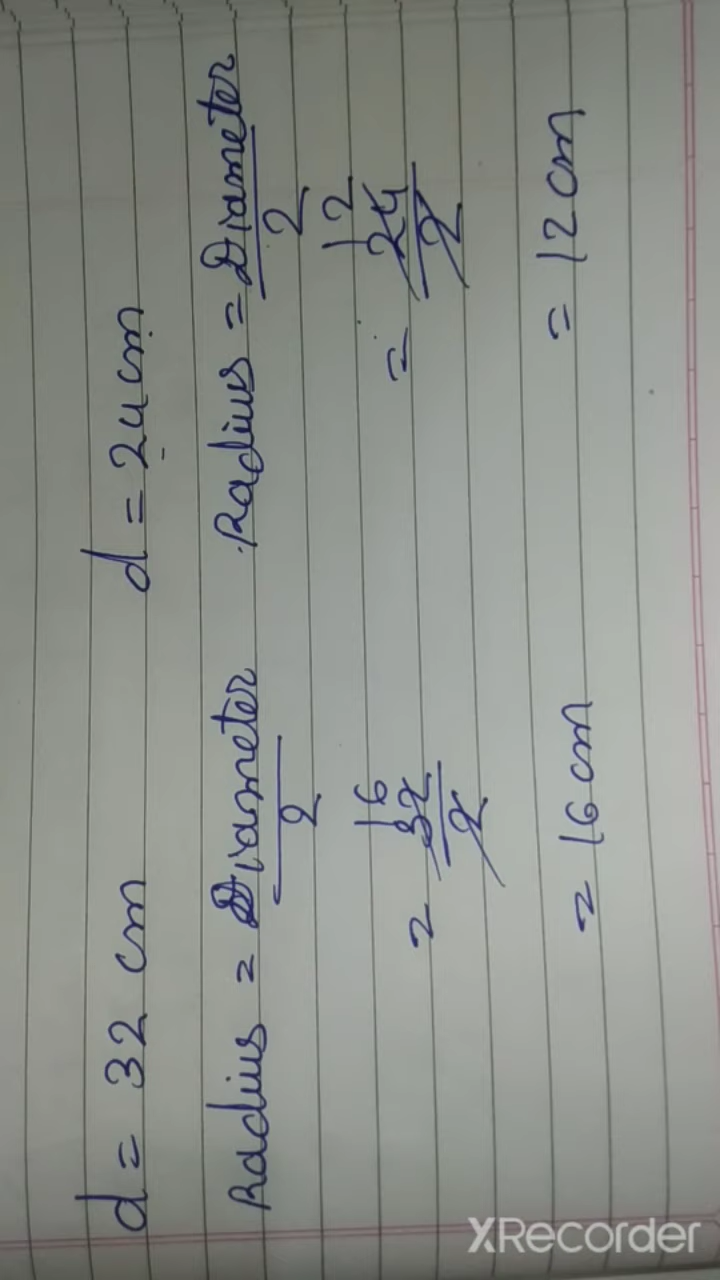 d = 32 cm d = 24 cm
Radius = Diameter Radius = Diameter
2 2
16 12
= 32 = 24
2 2
= 16 cm = 12 cm
XRecorder